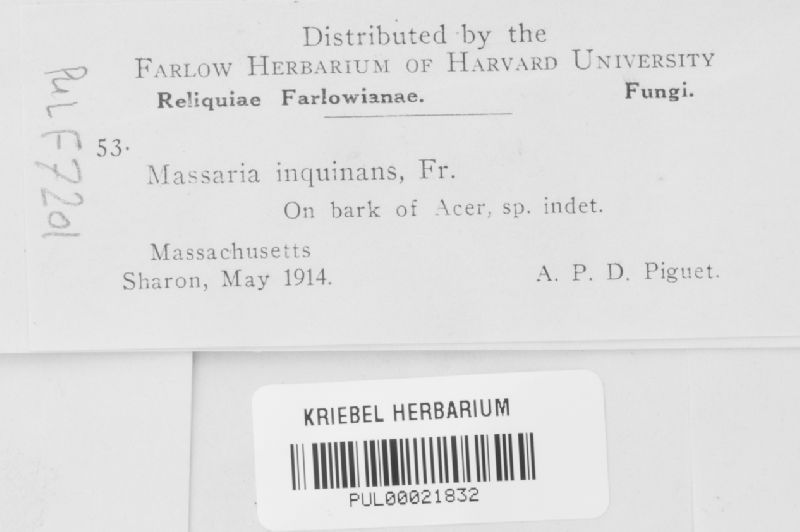 Distributed by the
FARLOW HERBARIUM OF HARVARD UNIVERSITY
Reliquiae Farlowianae. Fungi.
53.
Massaria inquinans, Fr.
On bark of Acer, sp. indet.
Massachusetts
Sharon, May 1914. A. P. D. Piguet.
PUL F7201
KRIEBEL HERBARIUM
PUL00021832